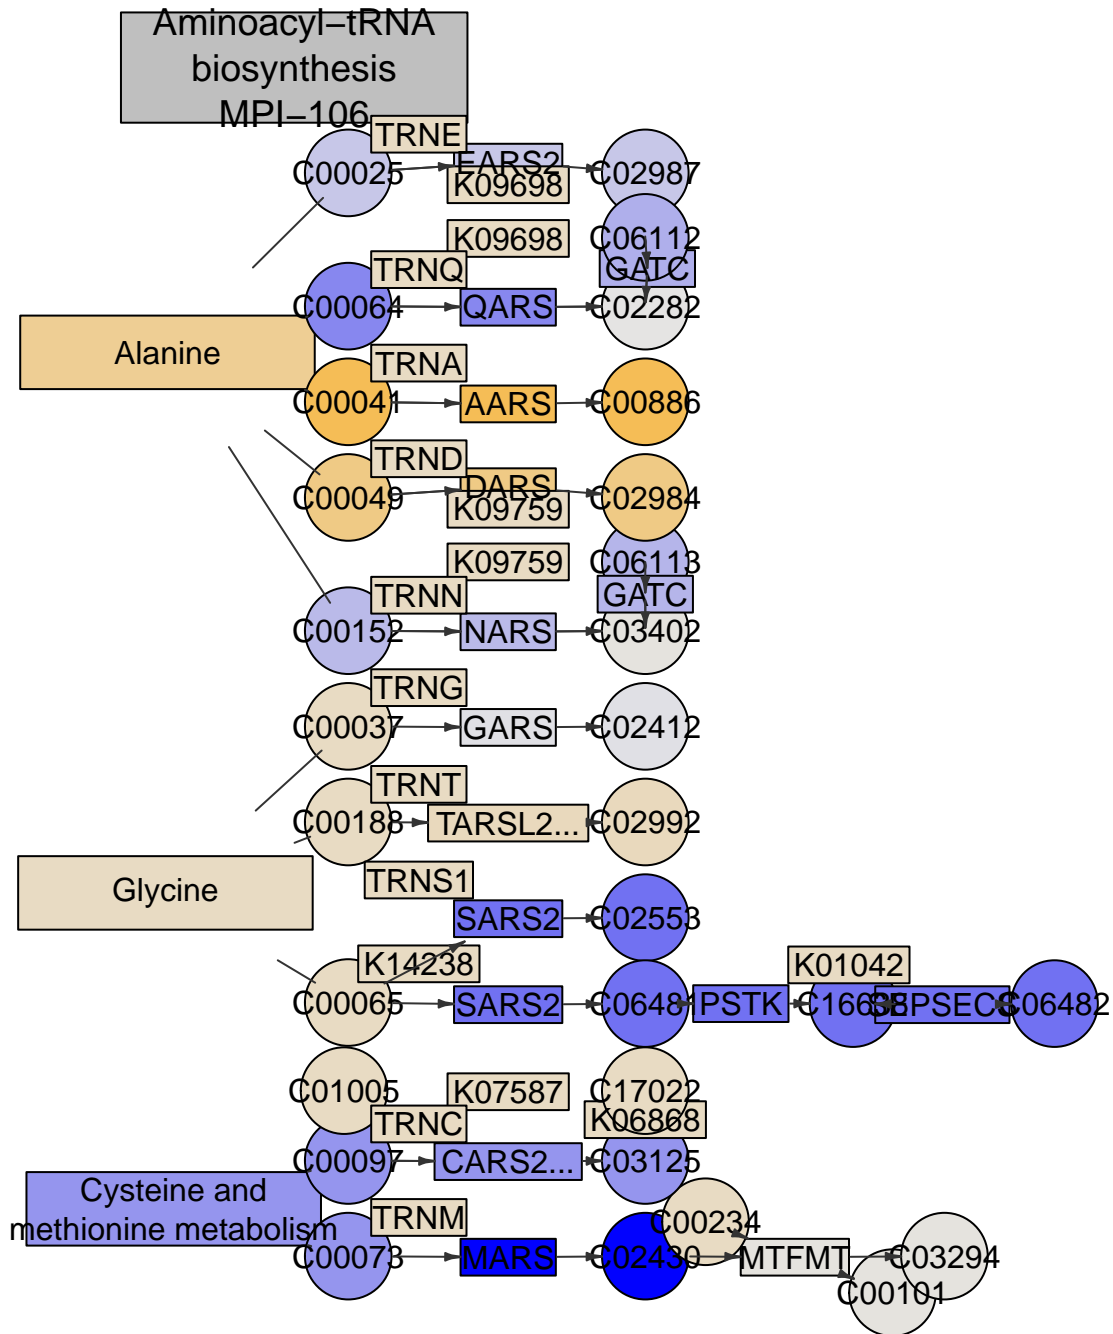 Aminoacyl−tRNA
biosynthesis
MPI−106
TRNE
C00025
EARS2
C02987
K09698
K09698
C06112
TRNQ
GATC
C00064
QARS
C02282
Alanine
TRNA
C00041
AARS
C00886
TRND
C00049
DARS
C02984
K09759
K09759
C06113
TRNN
GATC
C00152
NARS
C03402
TRNG
C00037
GARS
C02412
TRNT
C00188
TARSL2...
C02992
Glycine
TRNS1
SARS2
C02553
K14238
K01042
C00065
SARS2
PSTK
SEPSECS
C06482
C01005
K07587
C17022
TRNC
K06868
C00097
CARS2...
C03125
Cysteine and
methionine metabolism
TRNM
C00234
C00073
MARS
C02430
MTFMT
C03294
C00101